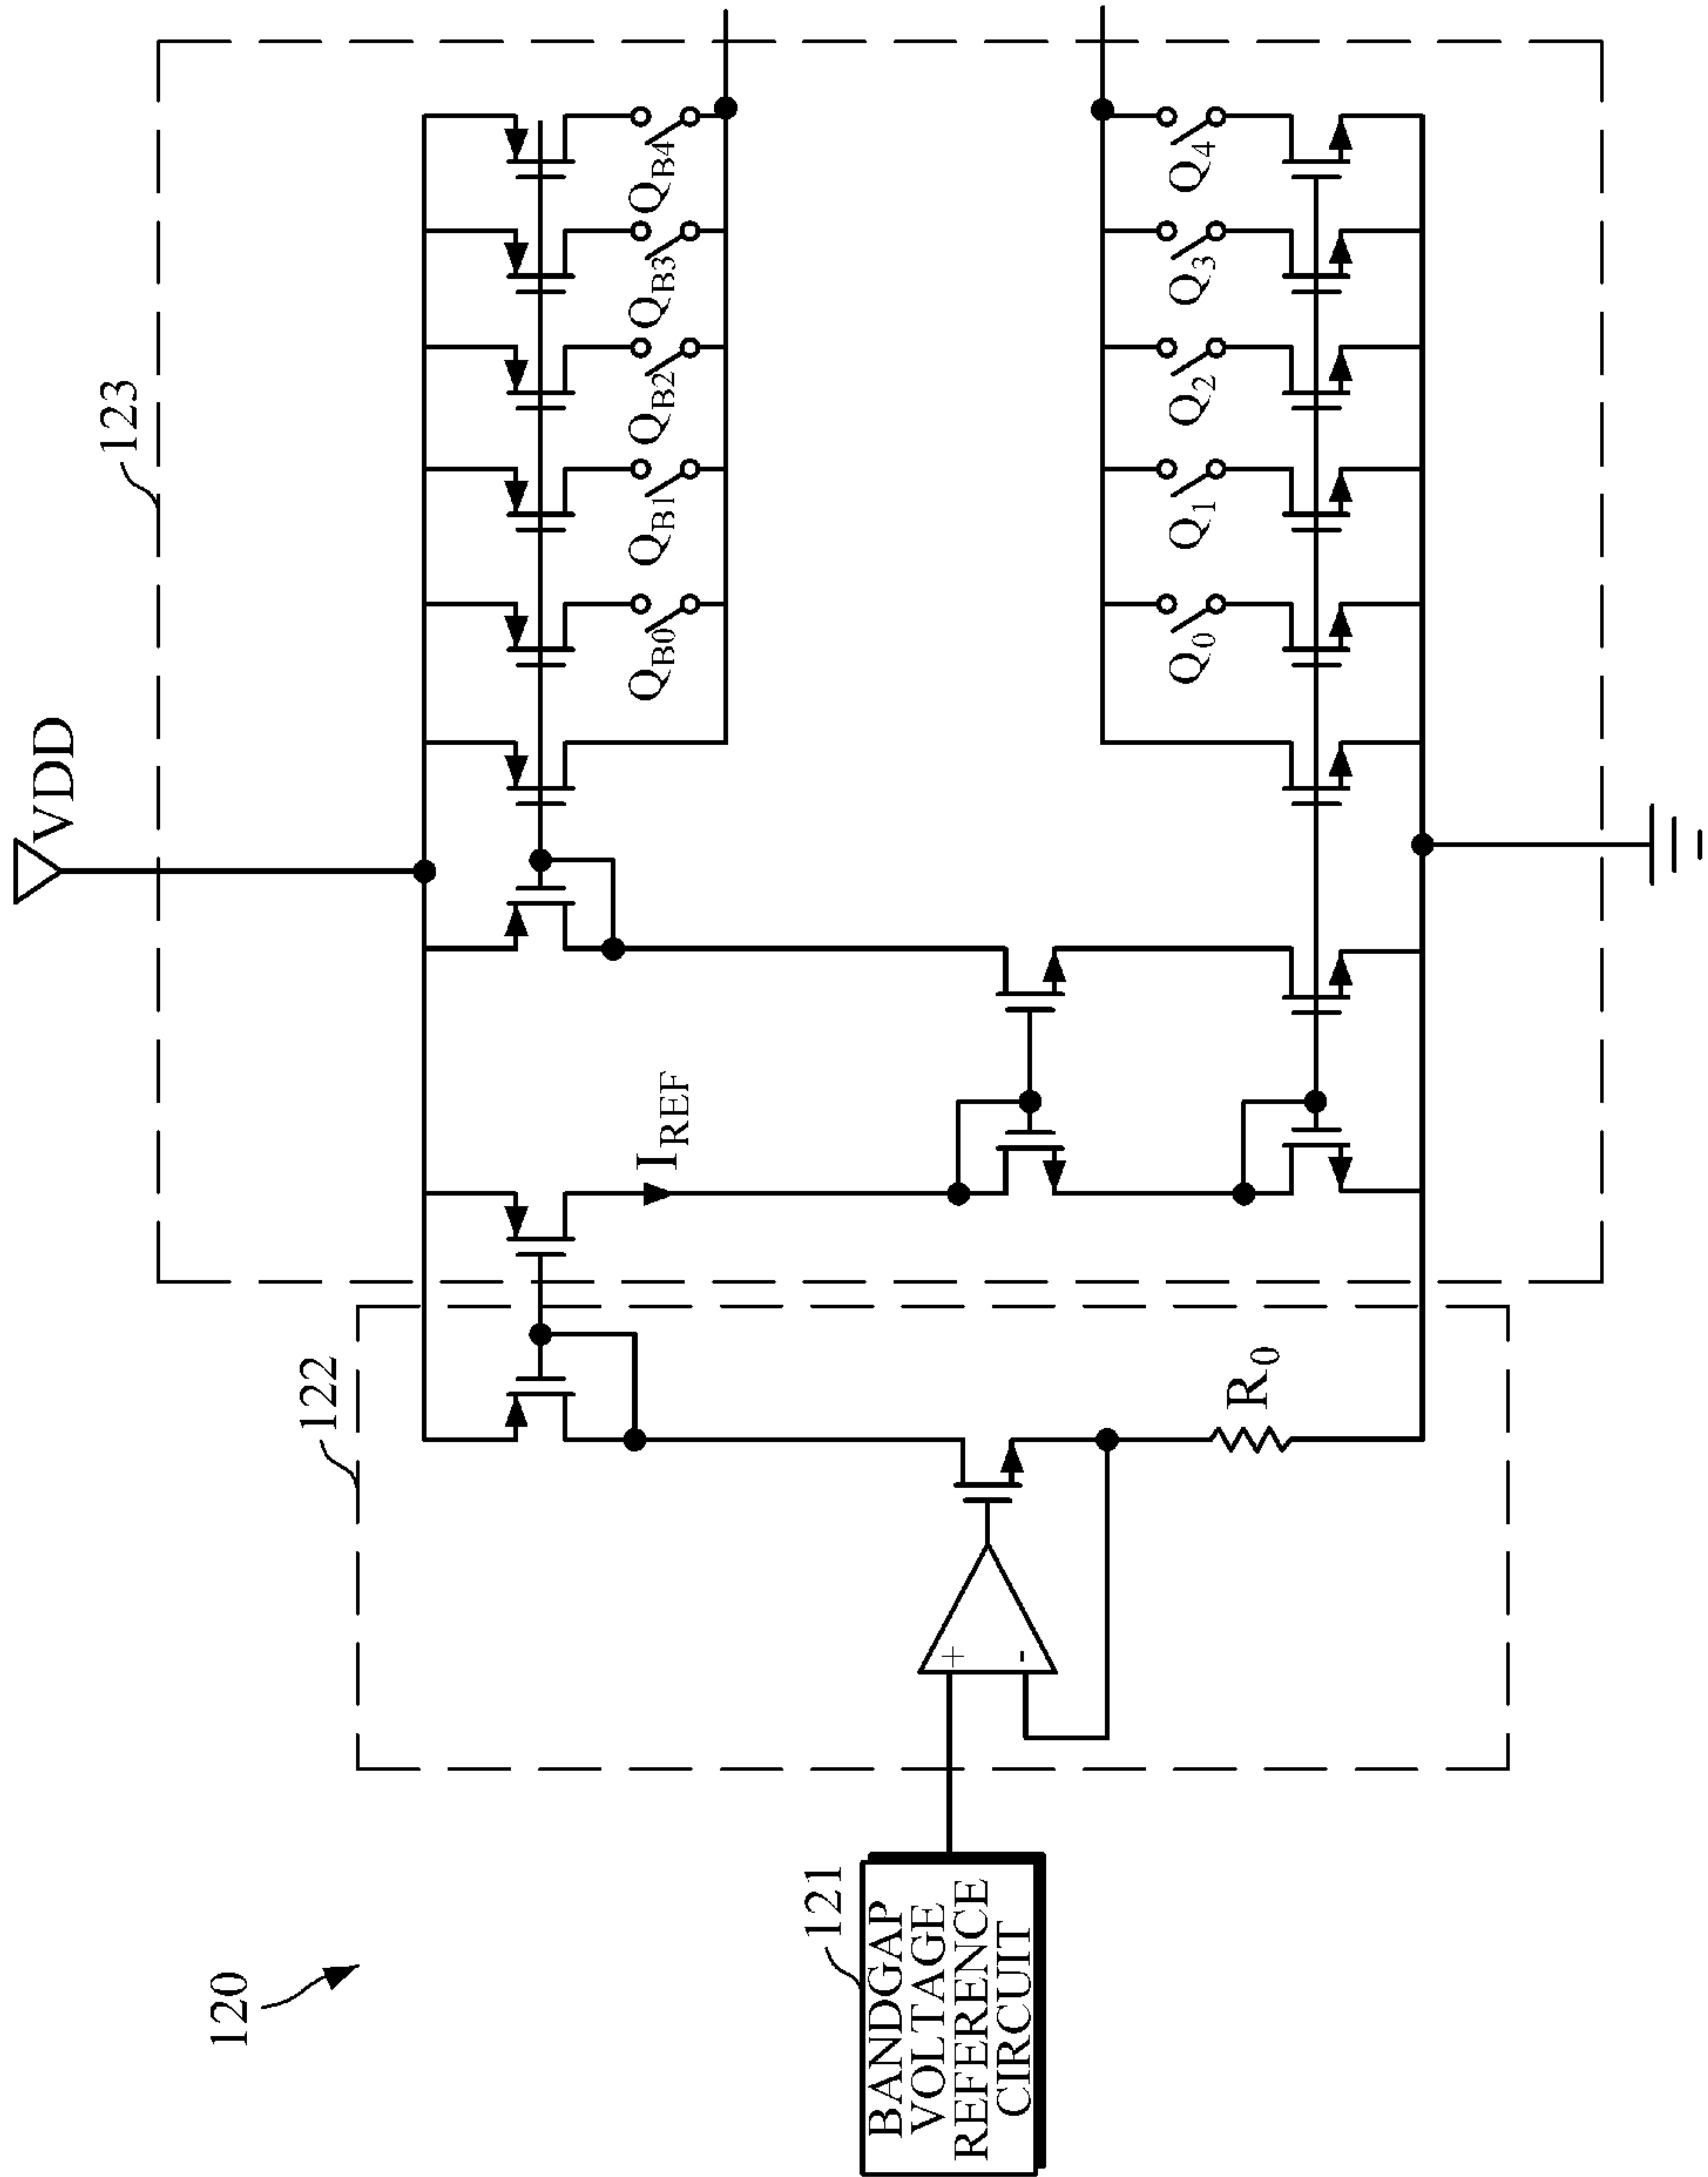 120
121
BANDGAP
VOLTAGE
REFERENCE
CIRCUIT
122
+
-
R0
123
VDD
IREF
QB0
QB1
QB2
QB3
QB4
Q0
Q1
Q2
Q3
Q4